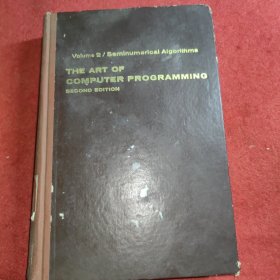 Volume 2 / Seminumerical Algorithms
THE ART OF
COMPUTER PROGRAMMING
SECOND EDITION